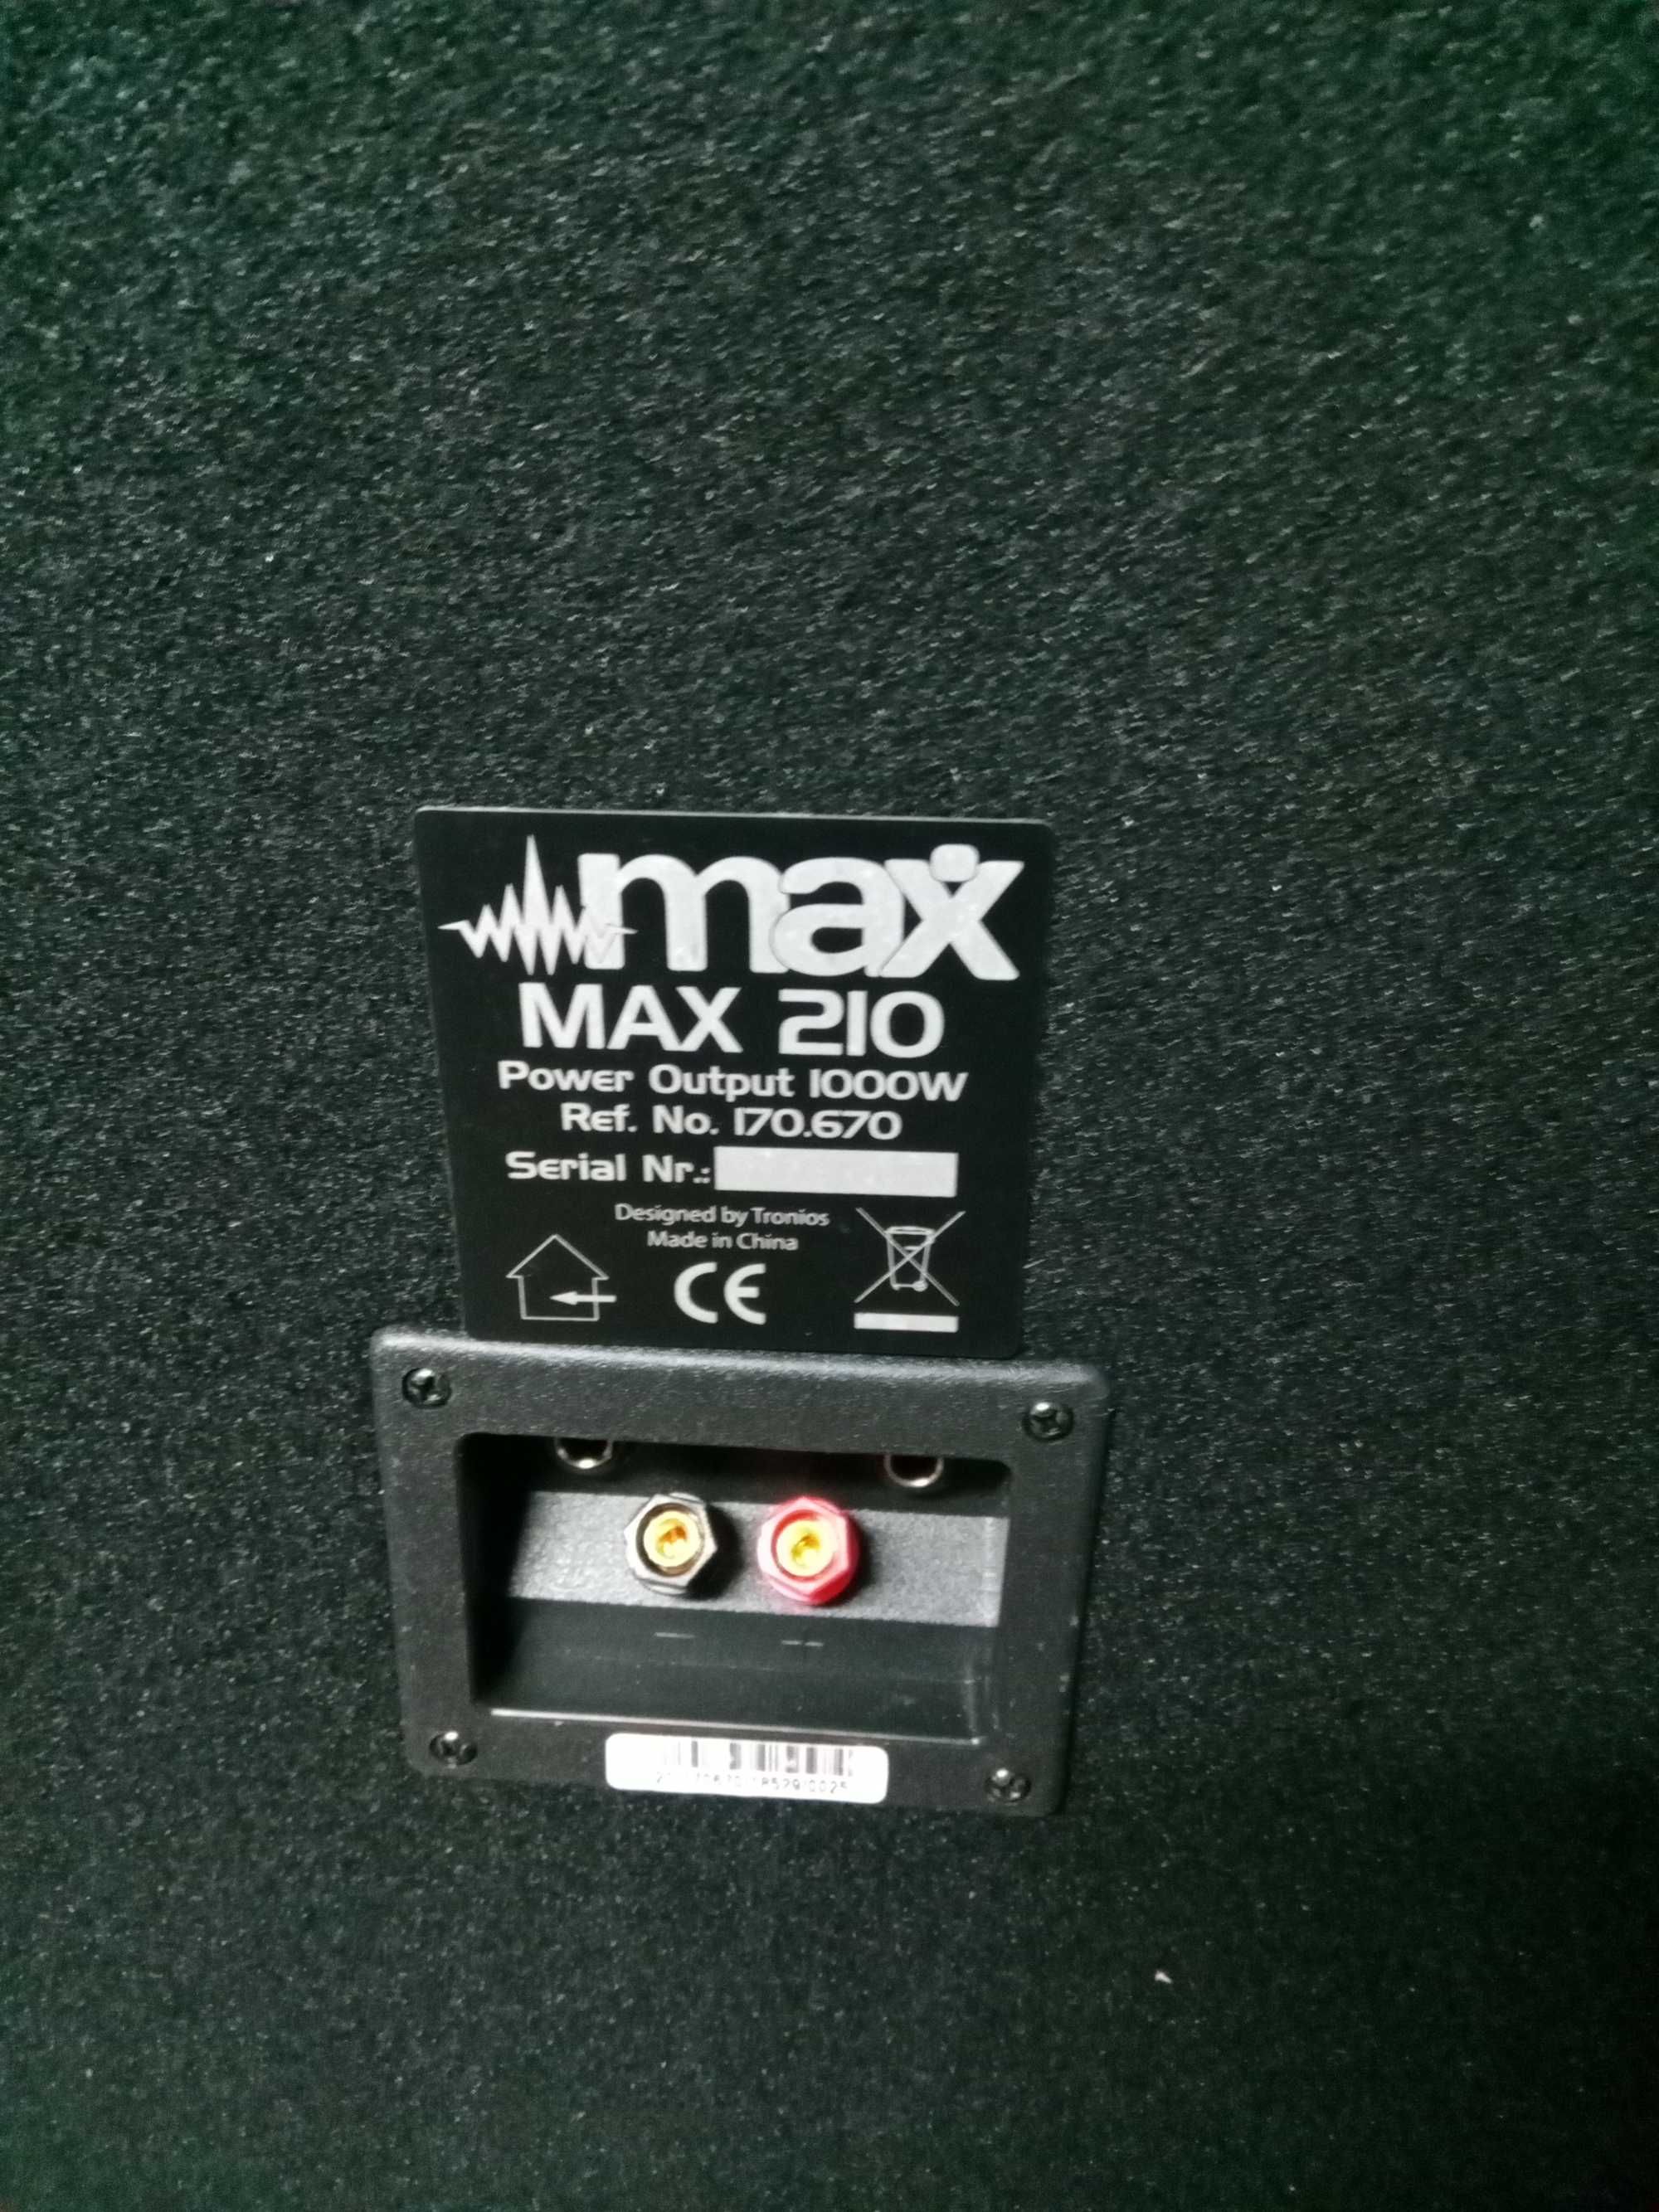 max
MAX 210
Power Output 1000W
Ref. No. 170.670
Serial Nr.:
Designed by Tronios
Made in China
CE